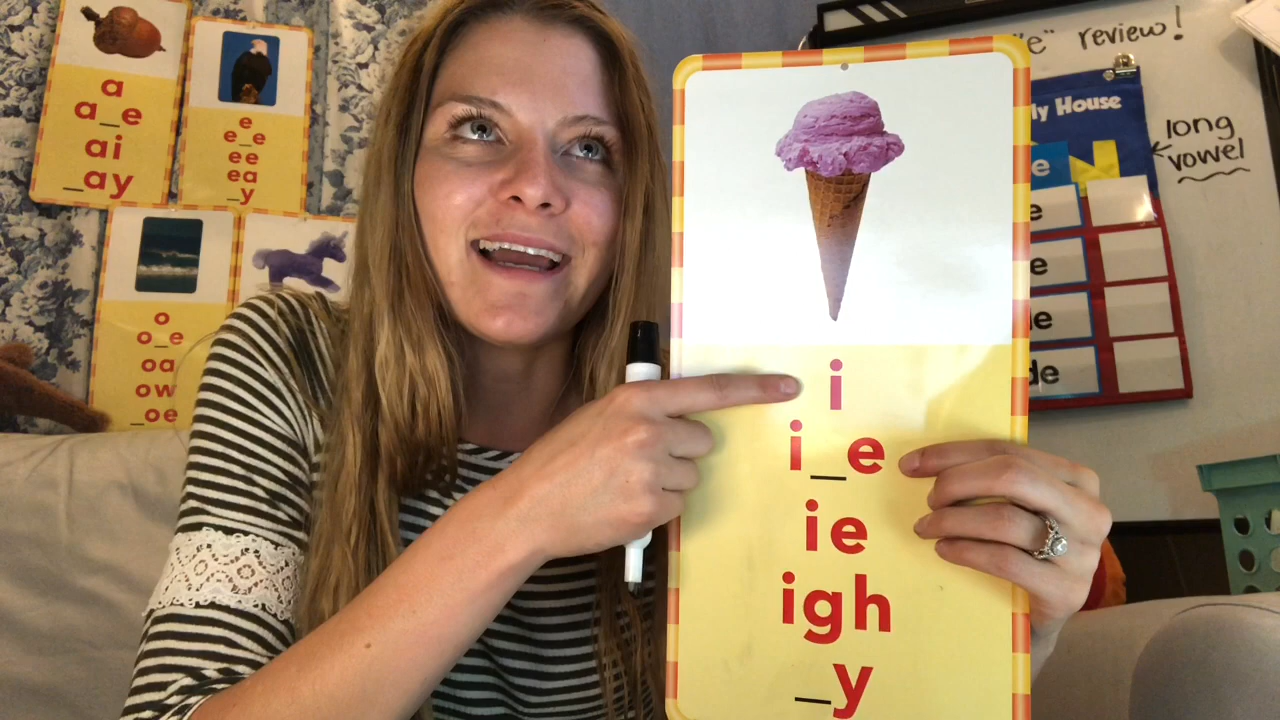 a
a_e
ai
_ay
e
e_e
ee
ea
_y
o
o_e
oa
ow
_oe
i
i_e
ie
igh
_y
e" review!
ly House
long
vowel
e
e
e
de